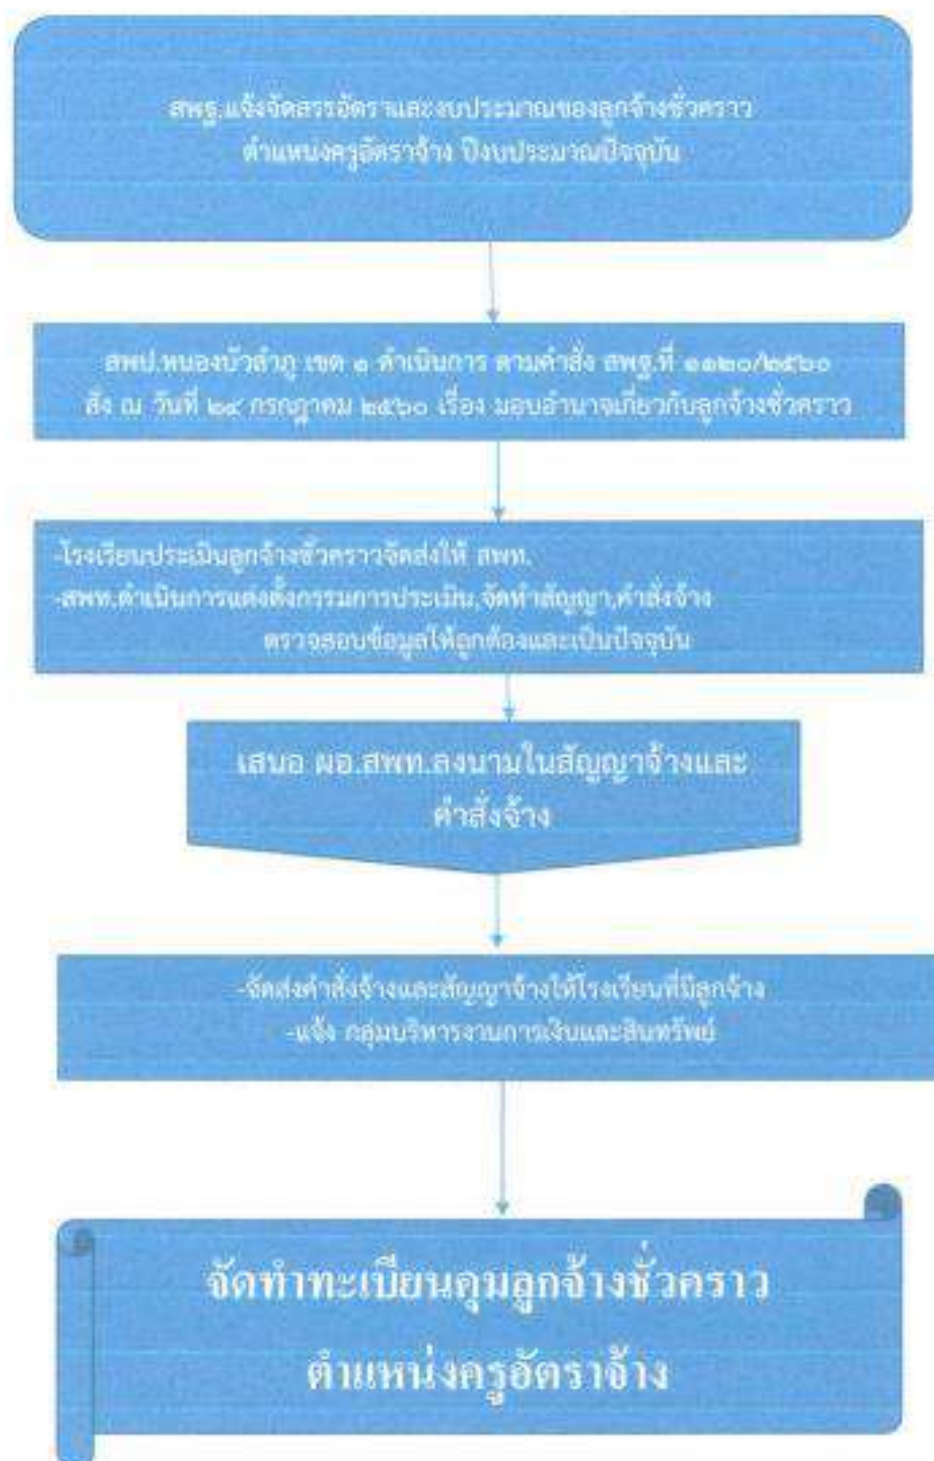 สพฐ.แจ้งจัดสรรอัตราและงบประมาณของลูกจ้างชั่วคราว
ตำแหน่งครูอัตราจ้าง ปีงบประมาณปัจจุบัน
สพป.หนองบัวลำภู เขต ๑ ดำเนินการ ตามคำสั่ง สพฐ.ที่ ๑๑๒๐/๒๕๖๐
สั่ง ณ วันที่ ๒๔ กรกฎาคม ๒๕๖๐ เรื่อง มอบอำนาจเกี่ยวกับลูกจ้างชั่วคราว
-โรงเรียนประเมินลูกจ้างชั่วคราวจัดส่งให้ สพท.
-สพท.ดำเนินการแต่งตั้งกรรมการประเมิน,จัดทำสัญญา,คำสั่งจ้าง
ตรวจสอบข้อมูลให้ถูกต้องและเป็นปัจจุบัน
เสนอ ผอ.สพท.ลงนามในสัญญาจ้างและ
คำสั่งจ้าง
-จัดส่งคำสั่งจ้างและสัญญาจ้างให้โรงเรียนที่มีลูกจ้าง
-แจ้ง กลุ่มบริหารงานการเงินและสินทรัพย์
จัดทำทะเบียนคุมลูกจ้างชั่วคราว
ตำแหน่งครูอัตราจ้าง